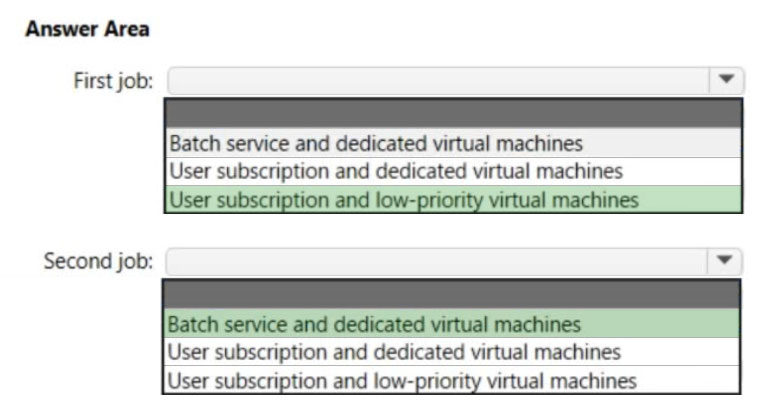 Answer Area
First job:
Batch service and dedicated virtual machines
User subscription and dedicated virtual machines
User subscription and low-priority virtual machines
Second job:
Batch service and dedicated virtual machines
User subscription and dedicated virtual machines
User subscription and low-priority virtual machines